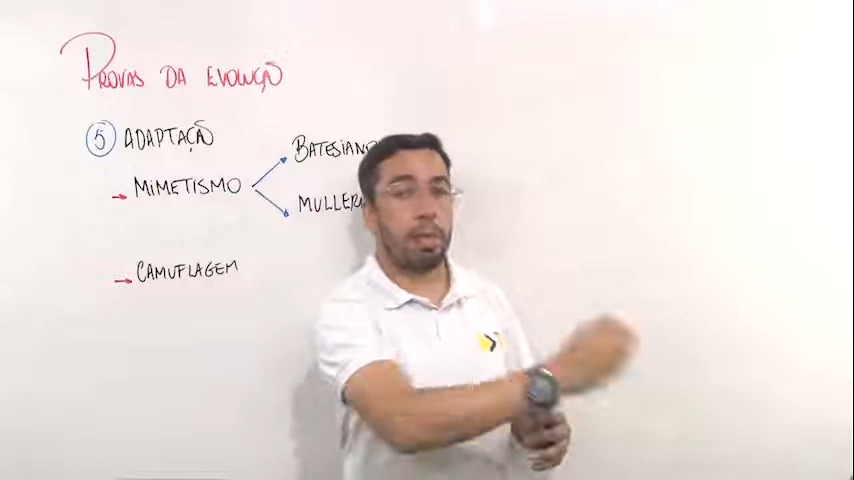 PROVAS DA EVOLUÇÃO
5 ADAPTAÇÃO
MIMETISMO
BATESIANO
MULLER
CAMUFLAGEM